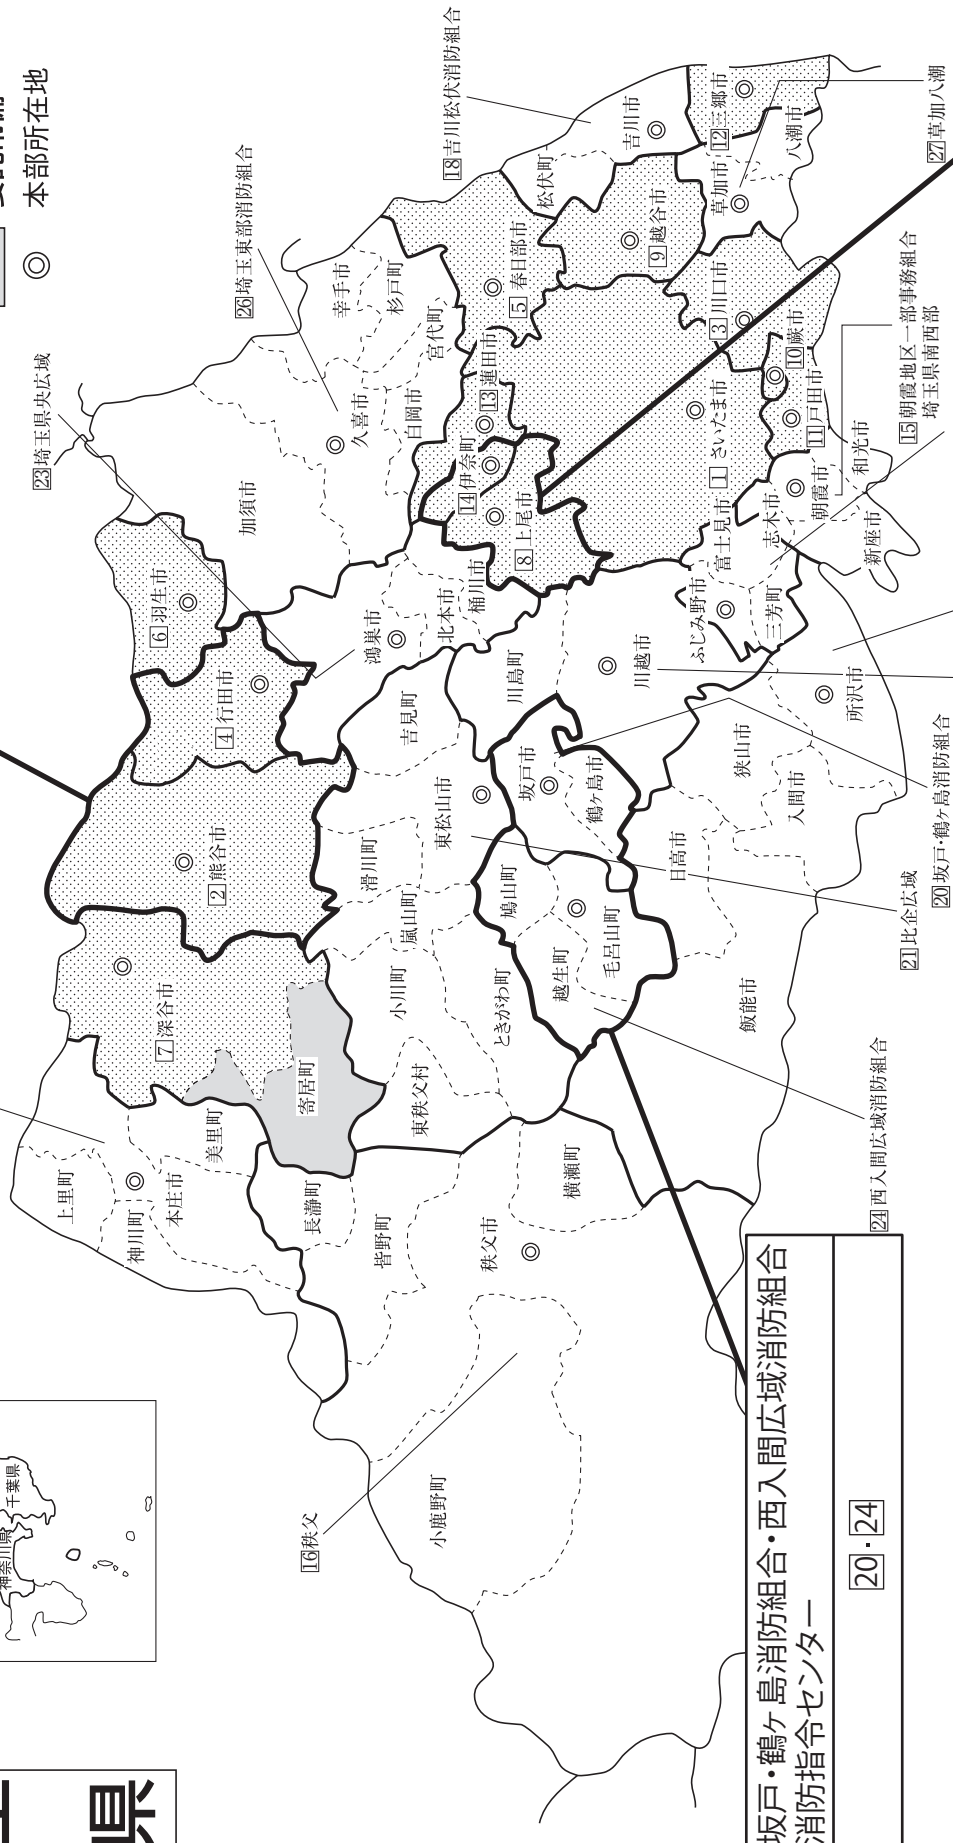 本部所在地
23埼玉県央広域
26埼玉東部消防組合
18吉川松伏消防組合
27草加八潮
15朝霞地区一部事務組合
埼玉県南西部
20坂戸・鶴ヶ島消防組合
21比企広域
24西入間広域消防組合
16秩父
上里町
神川町
本庄市
美里町
7深谷市
寄居町
2熊谷市
4行田市
6羽生市
加須市
久喜市
幸手市
杉戸町
宮代町
白岡市
鴻巣市
北本市
桶川市
14伊奈町
13蓮田市
8上尾市
5春日部市
松伏町
吉川市
9越谷市
12三郷市
草加市
八潮市
3川口市
10蕨市
11戸田市
1さいたま市
和光市
朝霞市
志木市
新座市
富士見市
ふじみ野市
三芳町
川越市
川島町
吉見町
東松山市
滑川町
嵐山町
小川町
ときがわ町
東秩父村
鳩山町
越生町
毛呂山町
坂戸市
鶴ヶ島市
日高市
狭山市
入間市
所沢市
飯能市
長瀞町
皆野町
秩父市
横瀬町
小鹿野町
千葉県
神奈川県
県
坂戸・鶴ヶ島消防組合・西入間広域消防組合
消防指令センター
20・24